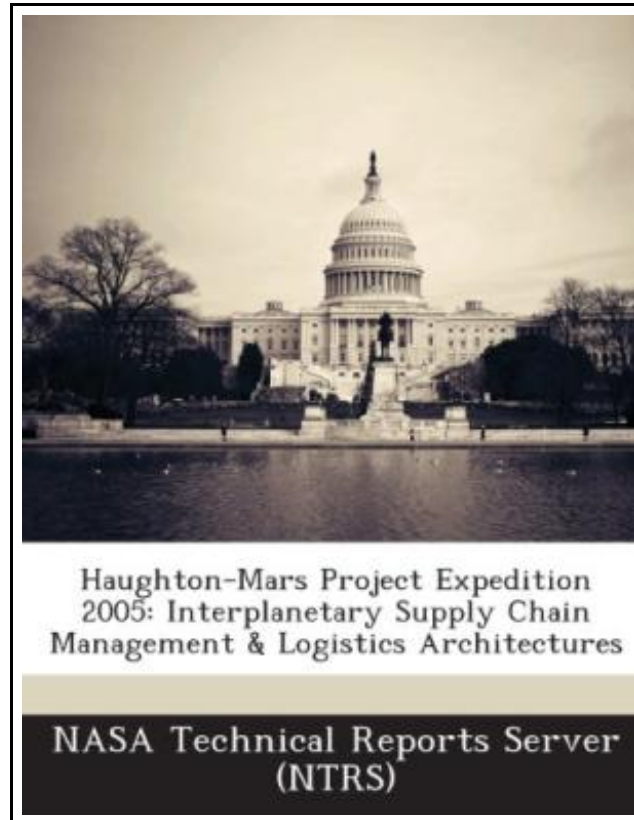 Haughton-Mars Project Expedition
2005: Interplanetary Supply Chain
Management & Logistics Architectures
NASA Technical Reports Server
(NTRS)